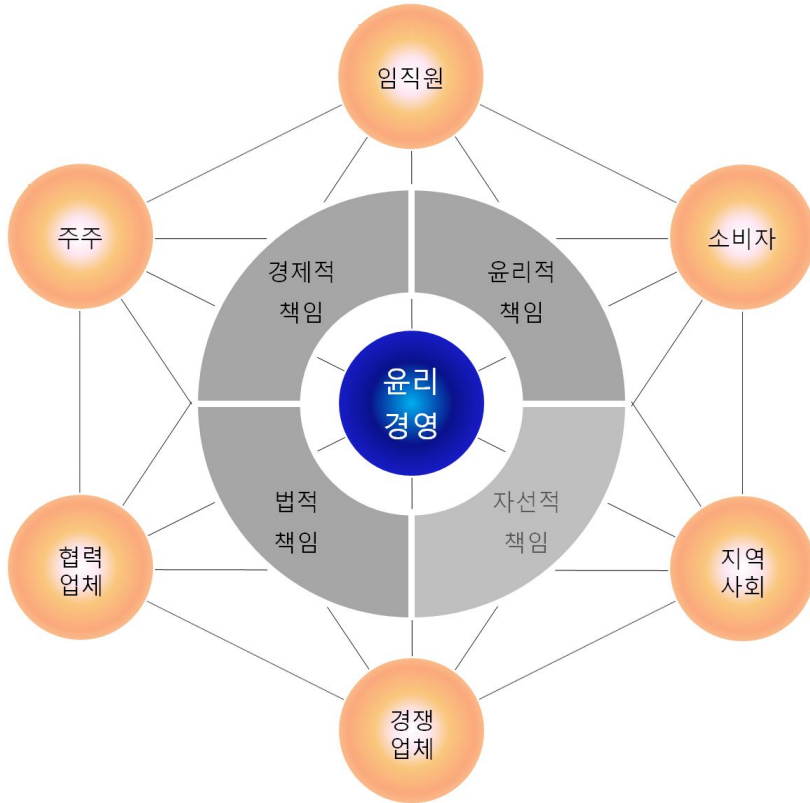 임직원
주주
소비자
경제적
책임
윤리적
책임
윤리
경영
법적
책임
자선적
책임
협력
업체
지역
사회
경쟁
업체